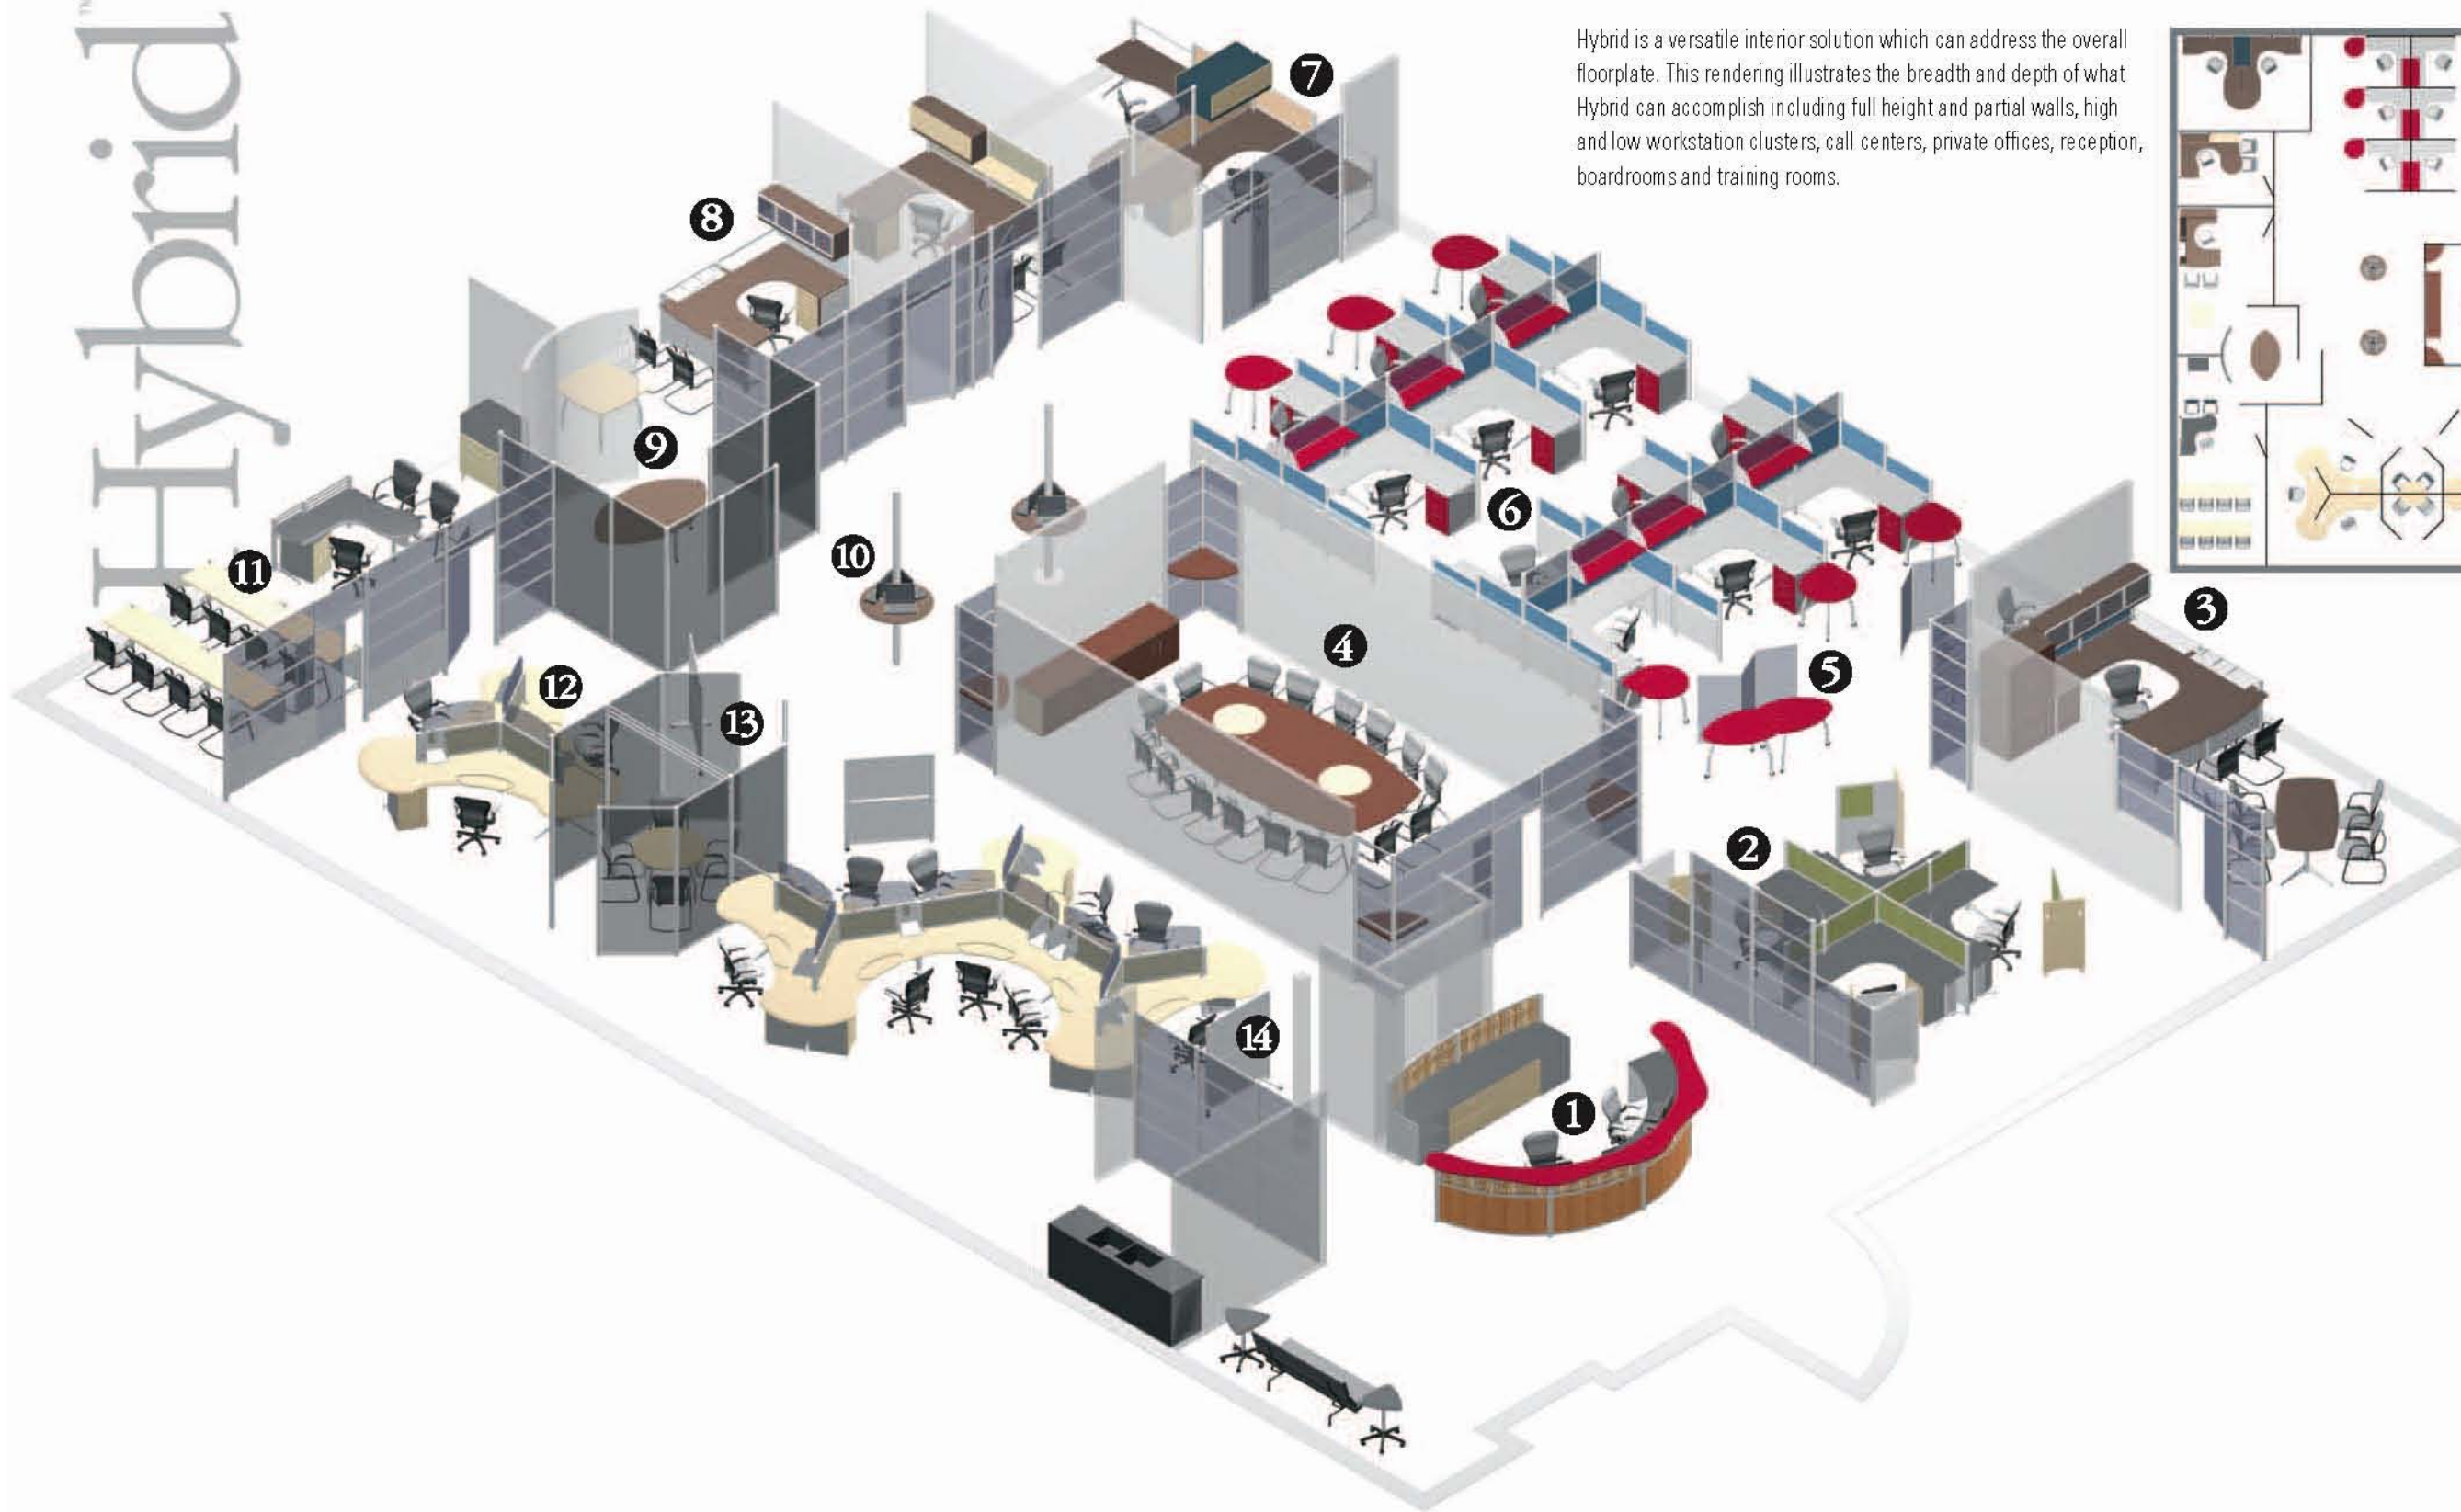 Hybrid
Hybrid is a versatile interior solution which can address the overall
floorplate. This rendering illustrates the breadth and depth of what
Hybrid can accomplish including full height and partial walls, high
and low workstation clusters, call centers, private offices, reception,
boardrooms and training rooms.
7
8
9
6
10
11
3
4
12
5
13
2
14
1